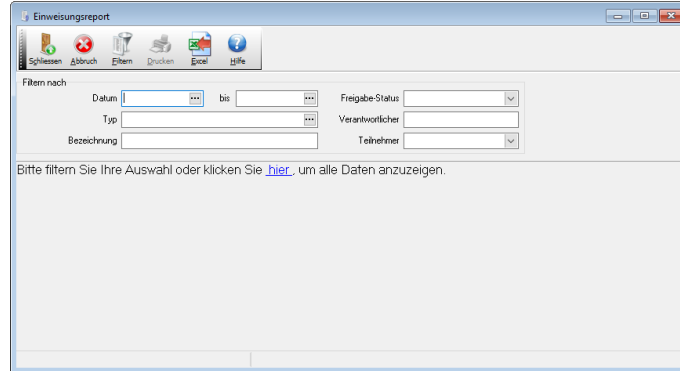 Einweisungsreport
Schliessen Abbruch Filtern Drucken Excel Hilfe
Filtern nach
Datum bis Freigabe-Status
Typ Verantwortlicher
Bezeichnung Teilnehmer
Bitte filtern Sie Ihre Auswahl oder klicken Sie hier , um alle Daten anzuzeigen.